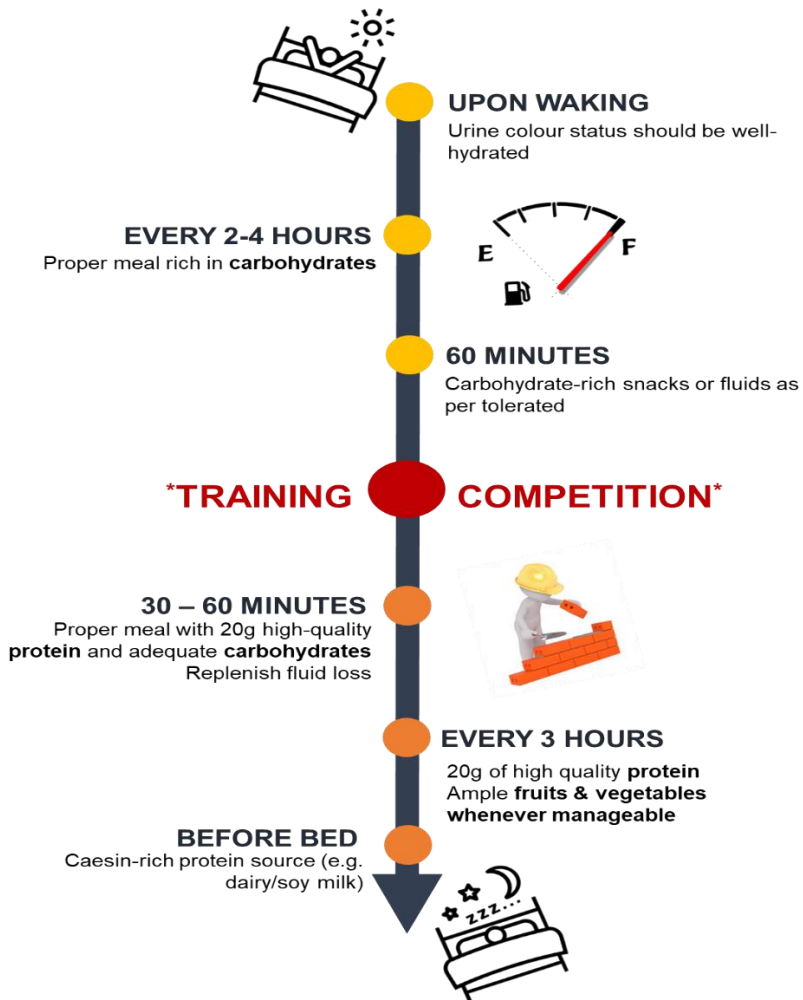 UPON WAKING
Urine colour status should be well-
hydrated
EVERY 2-4 HOURS
Proper meal rich in carbohydrates
E
F
60 MINUTES
Carbohydrate-rich snacks or fluids as
per tolerated
*TRAINING COMPETITION*
30 – 60 MINUTES
Proper meal with 20g high-quality
protein and adequate carbohydrates
Replenish fluid loss
EVERY 3 HOURS
20g of high quality protein
Ample fruits & vegetables
whenever manageable
BEFORE BED
Caesin-rich protein source (e.g.
dairy/soy milk)
zzz...